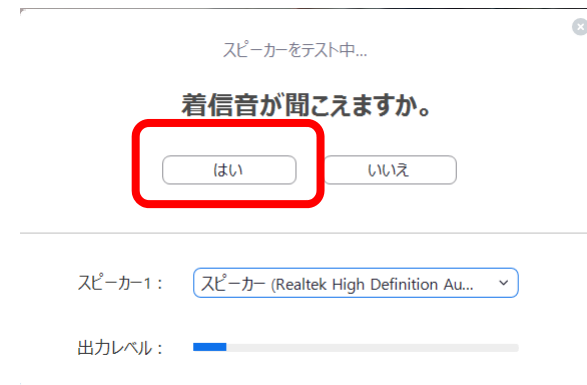 スピーカーをテスト中...
着信音が聞こえますか。
はい いいえ
スピーカー1： スピーカー (Realtek High Definition Au...
出力レベル：